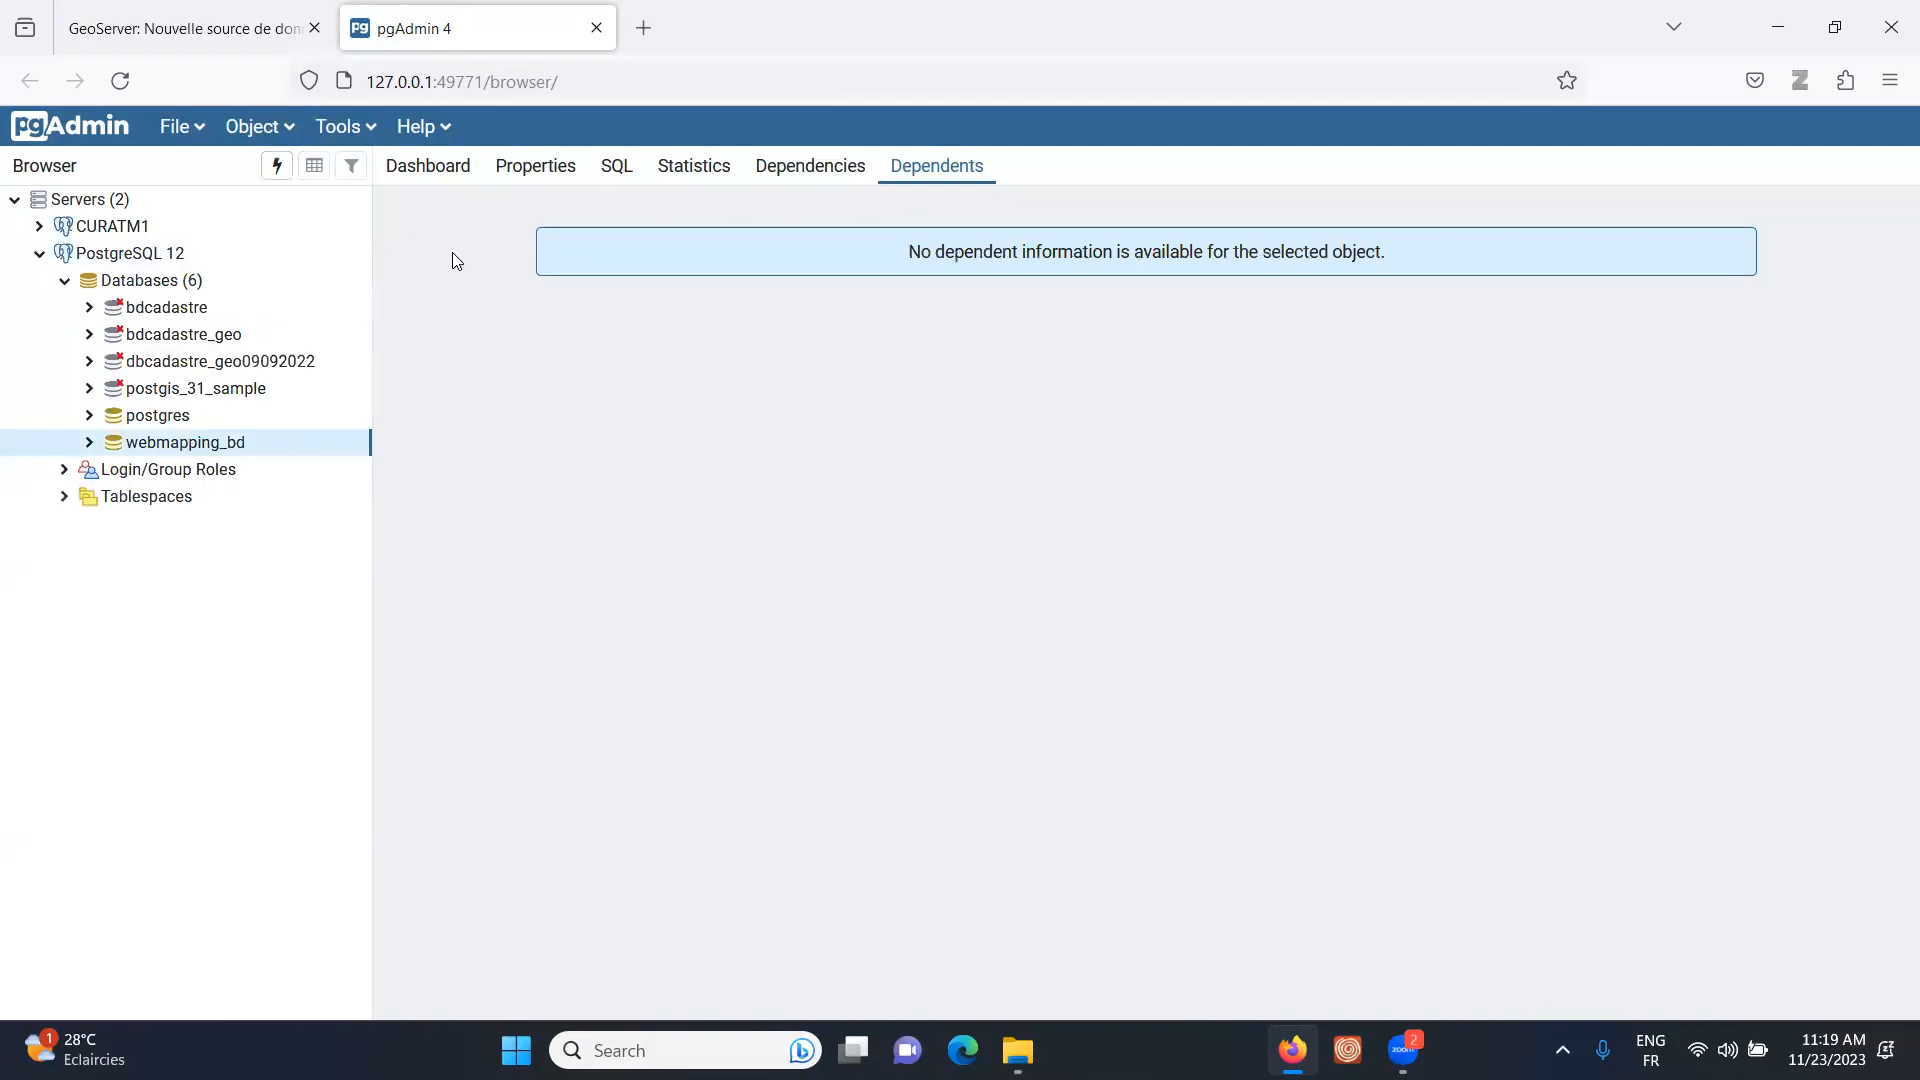 GeoServer: Nouvelle source de don
pgAdmin 4
127.0.0.1:49771/browser/
pgAdmin
File
Object
Tools
Help
Browser
Dashboard
Properties
SQL
Statistics
Dependencies
Dependents
Servers (2)
CURATM1
PostgreSQL 12
Databases (6)
bdcadastre
bdcadastre_geo
dbcadastre_geo09092022
postgis_31_sample
postgres
webmapping_bd
Login/Group Roles
Tablespaces
No dependent information is available for the selected object.
1
28°C
Eclaircies
Search
zoom
2
ENG
FR
11:19 AM
11/23/2023